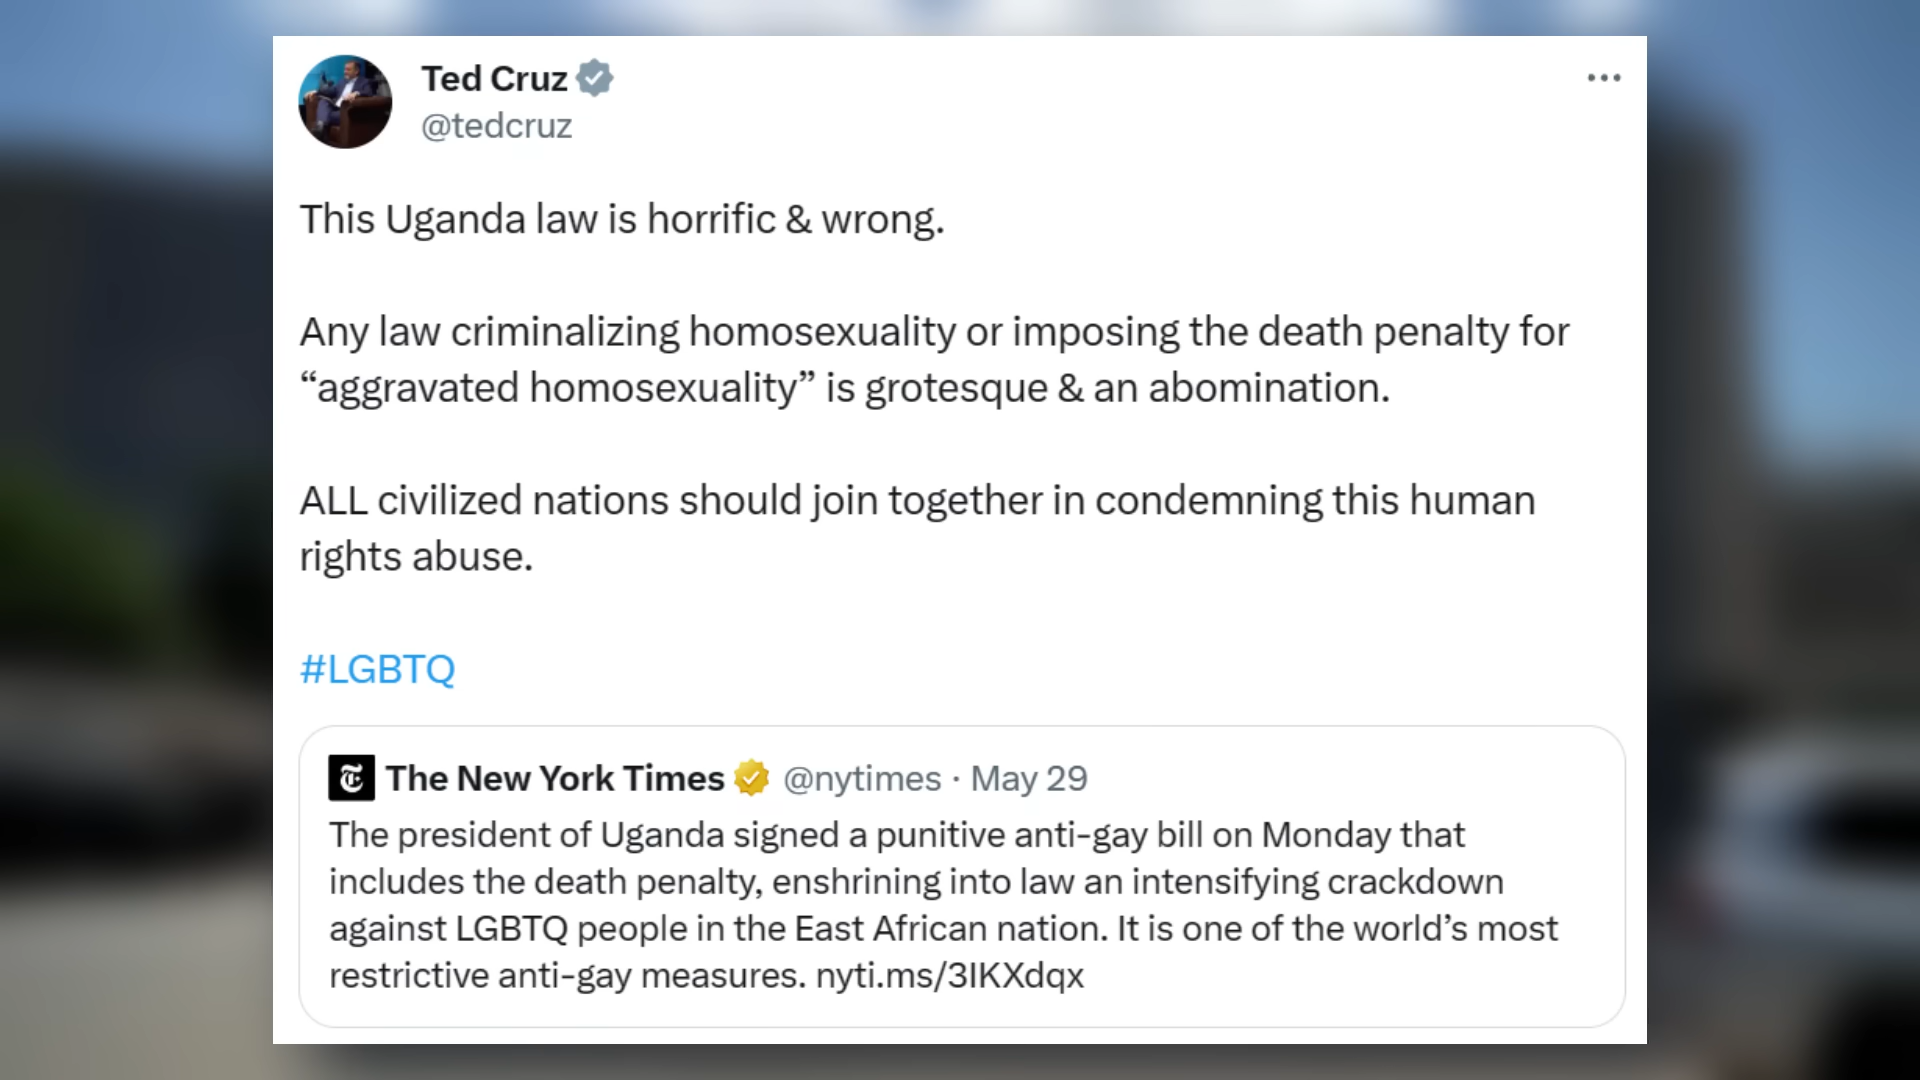 Ted Cruz
@tedcruz
This Uganda law is horrific & wrong.
Any law criminalizing homosexuality or imposing the death penalty for
“aggravated homosexuality” is grotesque & an abomination.
ALL civilized nations should join together in condemning this human
rights abuse.
#LGBTQ
The New York Times @nytimes · May 29
The president of Uganda signed a punitive anti-gay bill on Monday that
includes the death penalty, enshrining into law an intensifying crackdown
against LGBTQ people in the East African nation. It is one of the world’s most
restrictive anti-gay measures. nyti.ms/3IKXdqx